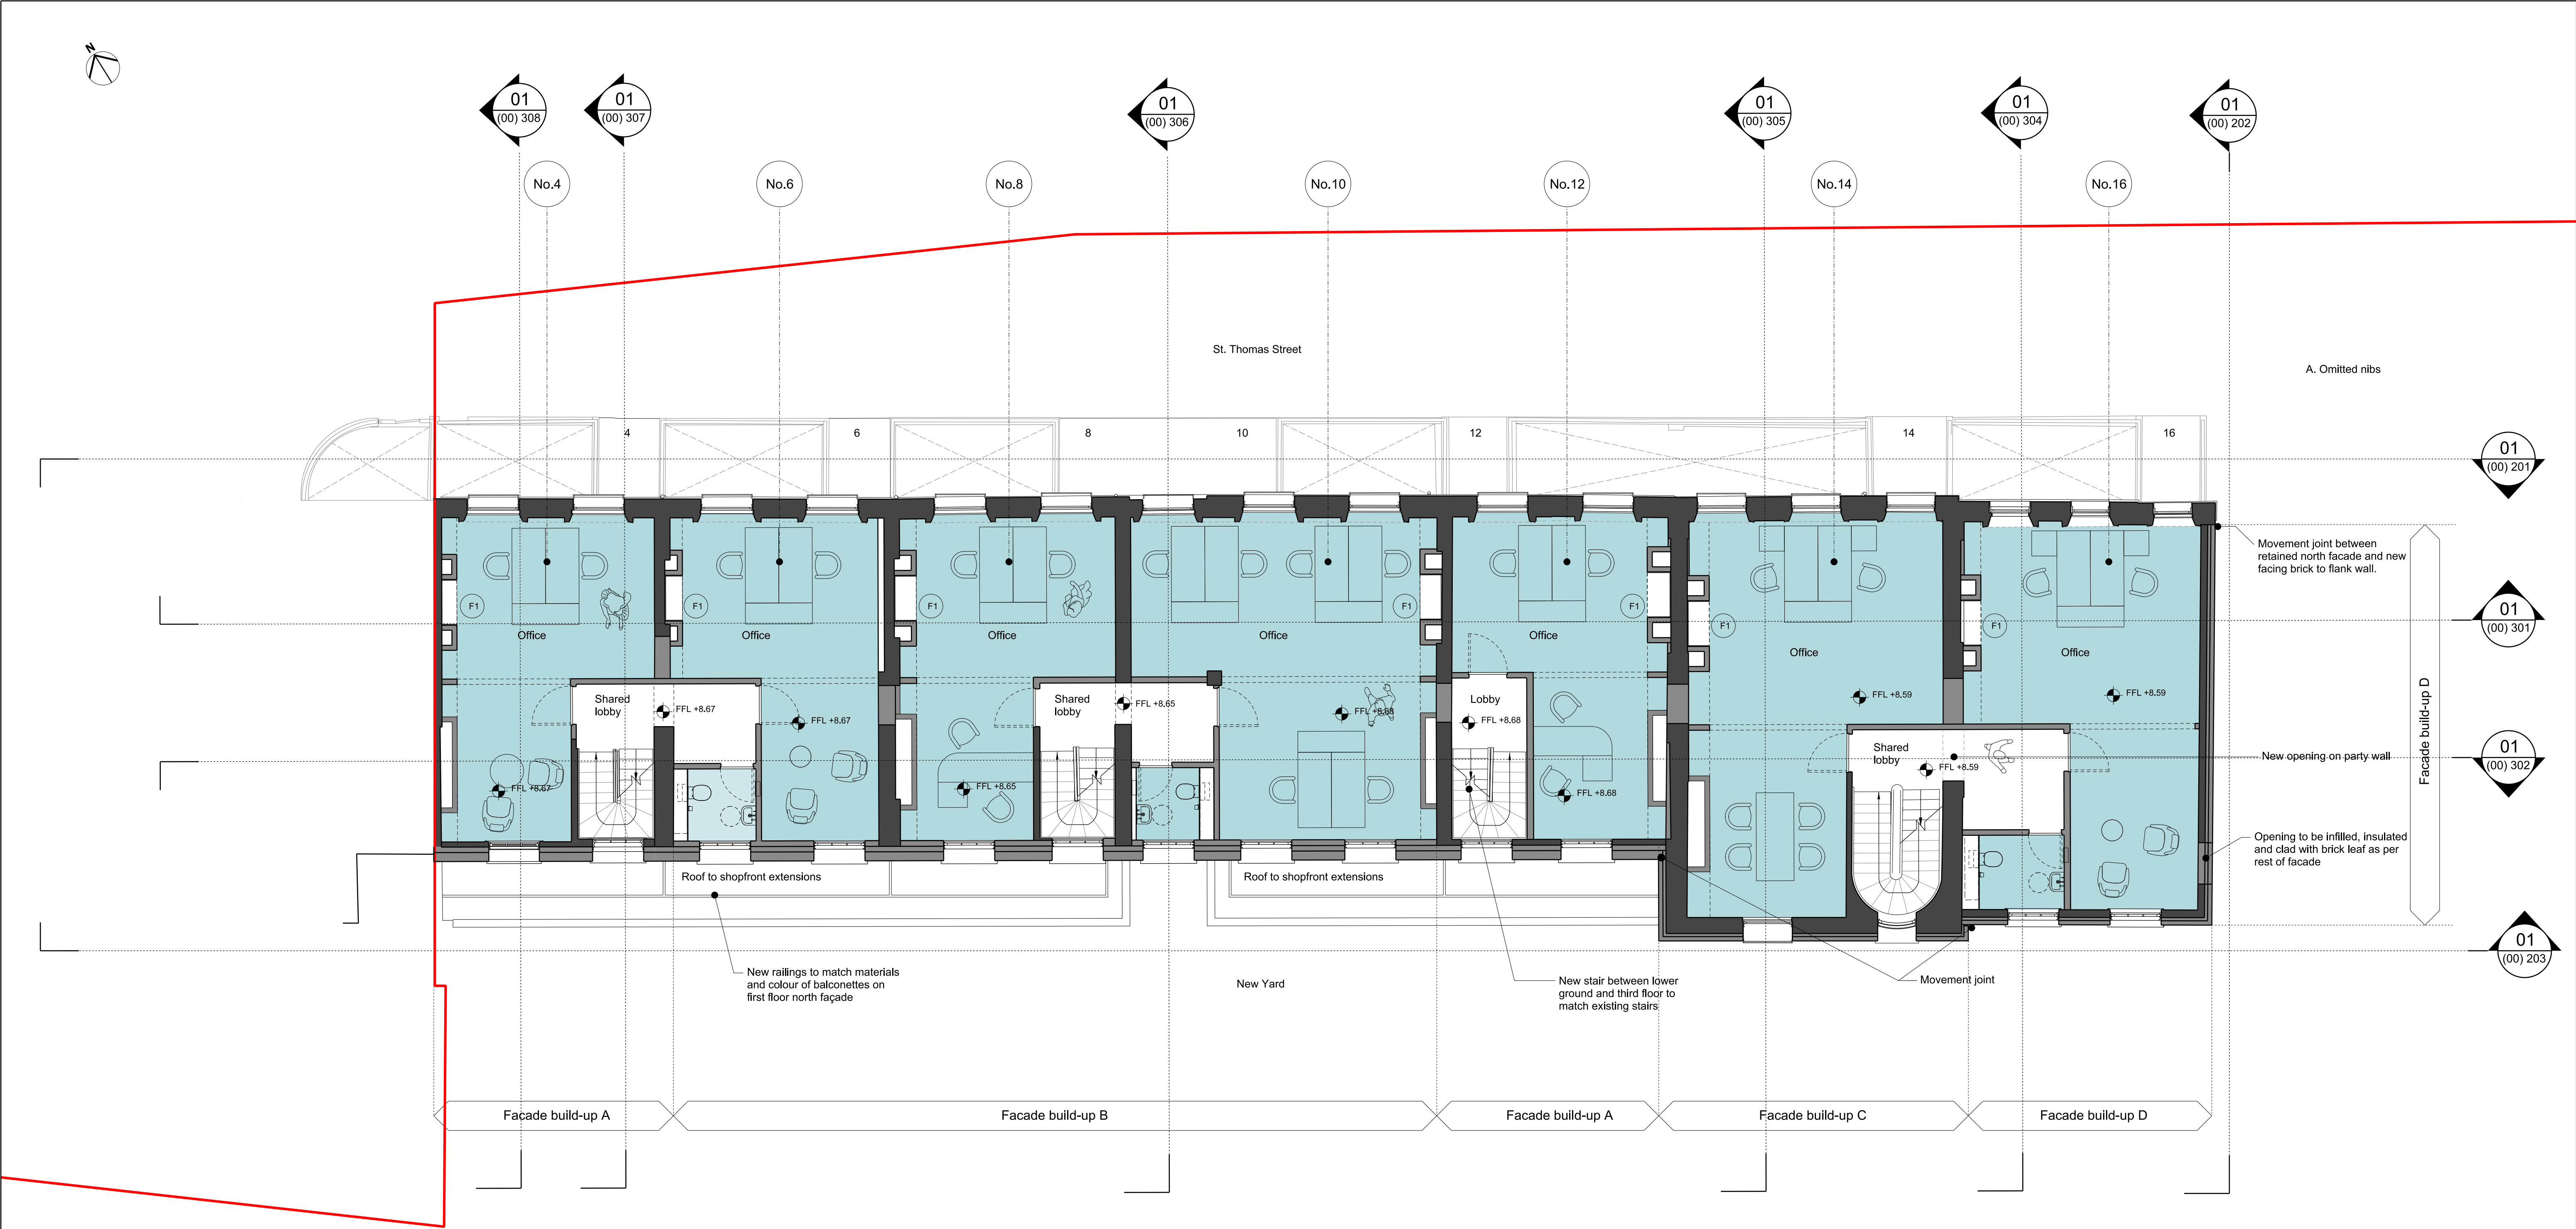 N
01
(00) 308
01
(00) 307
01
(00) 306
01
(00) 305
01
(00) 304
01
(00) 202
No.4
No.6
No.8
No.10
No.12
No.14
No.16
St. Thomas Street
A. Omitted nibs
4
6
8
10
12
14
16
01
(00) 201
Movement joint between
retained north facade and new
facing brick to flank wall.
F1
F1
F1
F1
F1
F1
F1
01
(00) 301
Office
Office
Office
Office
Office
Office
Office
Shared
lobby
FFL +8.67
FFL +8.67
FFL +8.67
Shared
lobby
FFL +8.65
FFL +8.65
FFL +8.68
Lobby
FFL +8.68
FFL +8.68
FFL +8.59
FFL +8.59
Shared
lobby
FFL +8.59
Facade build-up D
New opening on party wall
01
(00) 302
Opening to be infilled, insulated
and clad with brick leaf as per
rest of facade
Roof to shopfront extensions
Roof to shopfront extensions
01
(00) 203
New railings to match materials
and colour of balconettes on
first floor north façade
New Yard
New stair between lower
ground and third floor to
match existing stairs
Movement joint
Facade build-up A
Facade build-up B
Facade build-up A
Facade build-up C
Facade build-up D